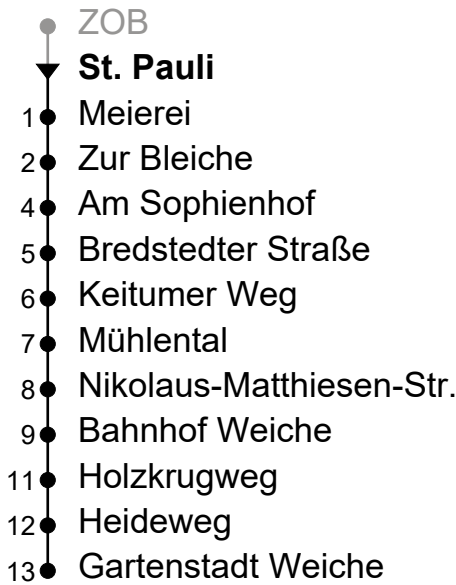 ZOB
St. Pauli
1 Meierei
2 Zur Bleiche
4 Am Sophienhof
5 Bredstedter Straße
6 Keitumer Weg
7 Mühlental
8 Nikolaus-Matthiesen-Str.
9 Bahnhof Weiche
11 Holzkrugweg
12 Heideweg
13 Gartenstadt Weiche